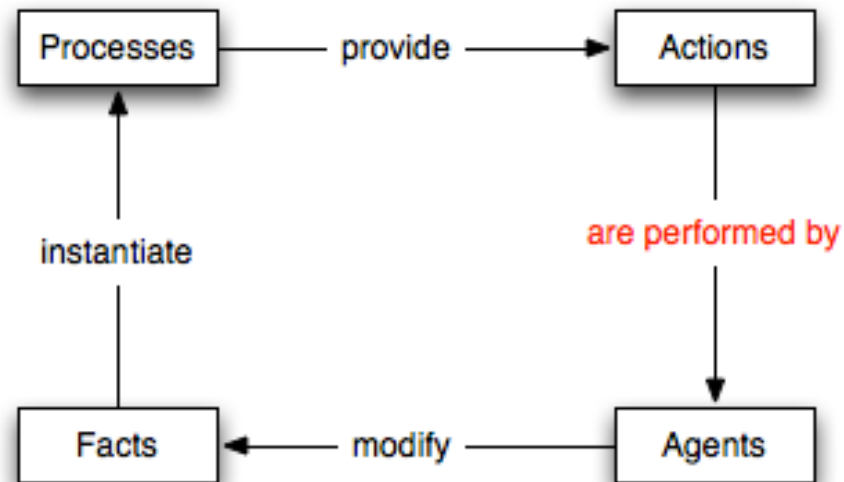 Processes
provide
Actions
instantiate
are performed by
Facts
modify
Agents